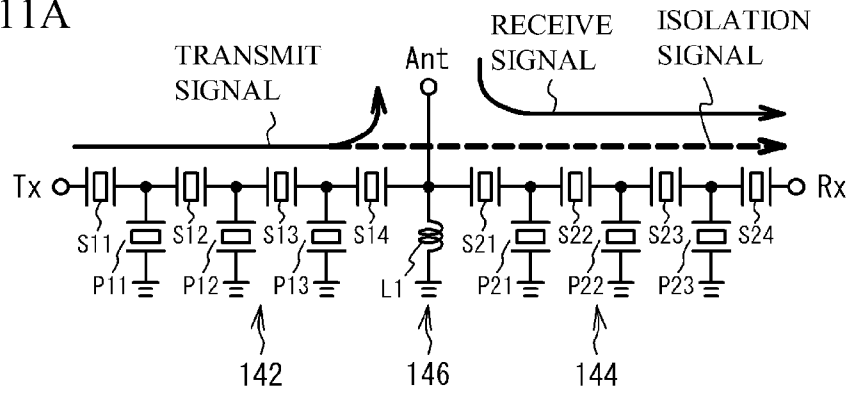 11A
TRANSMIT
SIGNAL
Ant
RECEIVE
SIGNAL
ISOLATION
SIGNAL
Tx
Rx
S11
S12
S13
S14
S21
S22
S23
S24
P11
P12
P13
L1
P21
P22
P23
142
146
144